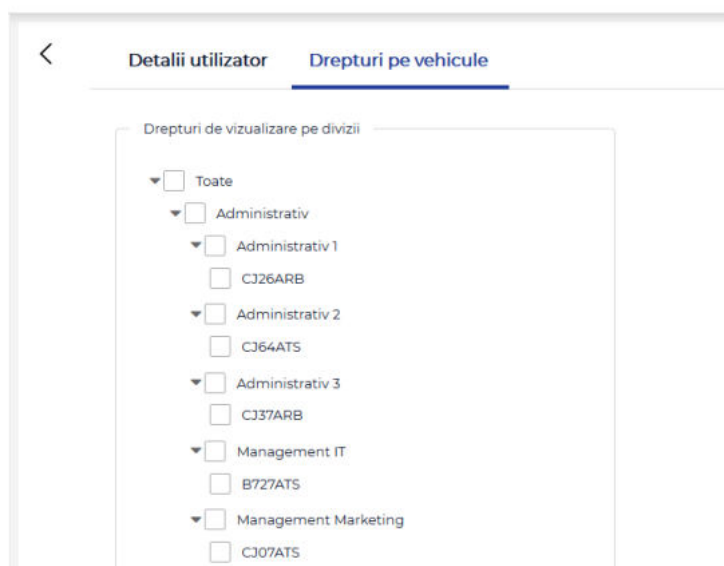 Detalii utilizator Drepturi pe vehicule
Drepturi de vizualizare pe divizii
Toate
Administrativ
Administrativ 1
CJ26ARB
Administrativ 2
CJ64ATS
Administrativ 3
CJ37ARB
Management IT
B727ATS
Management Marketing
CJ07ATS